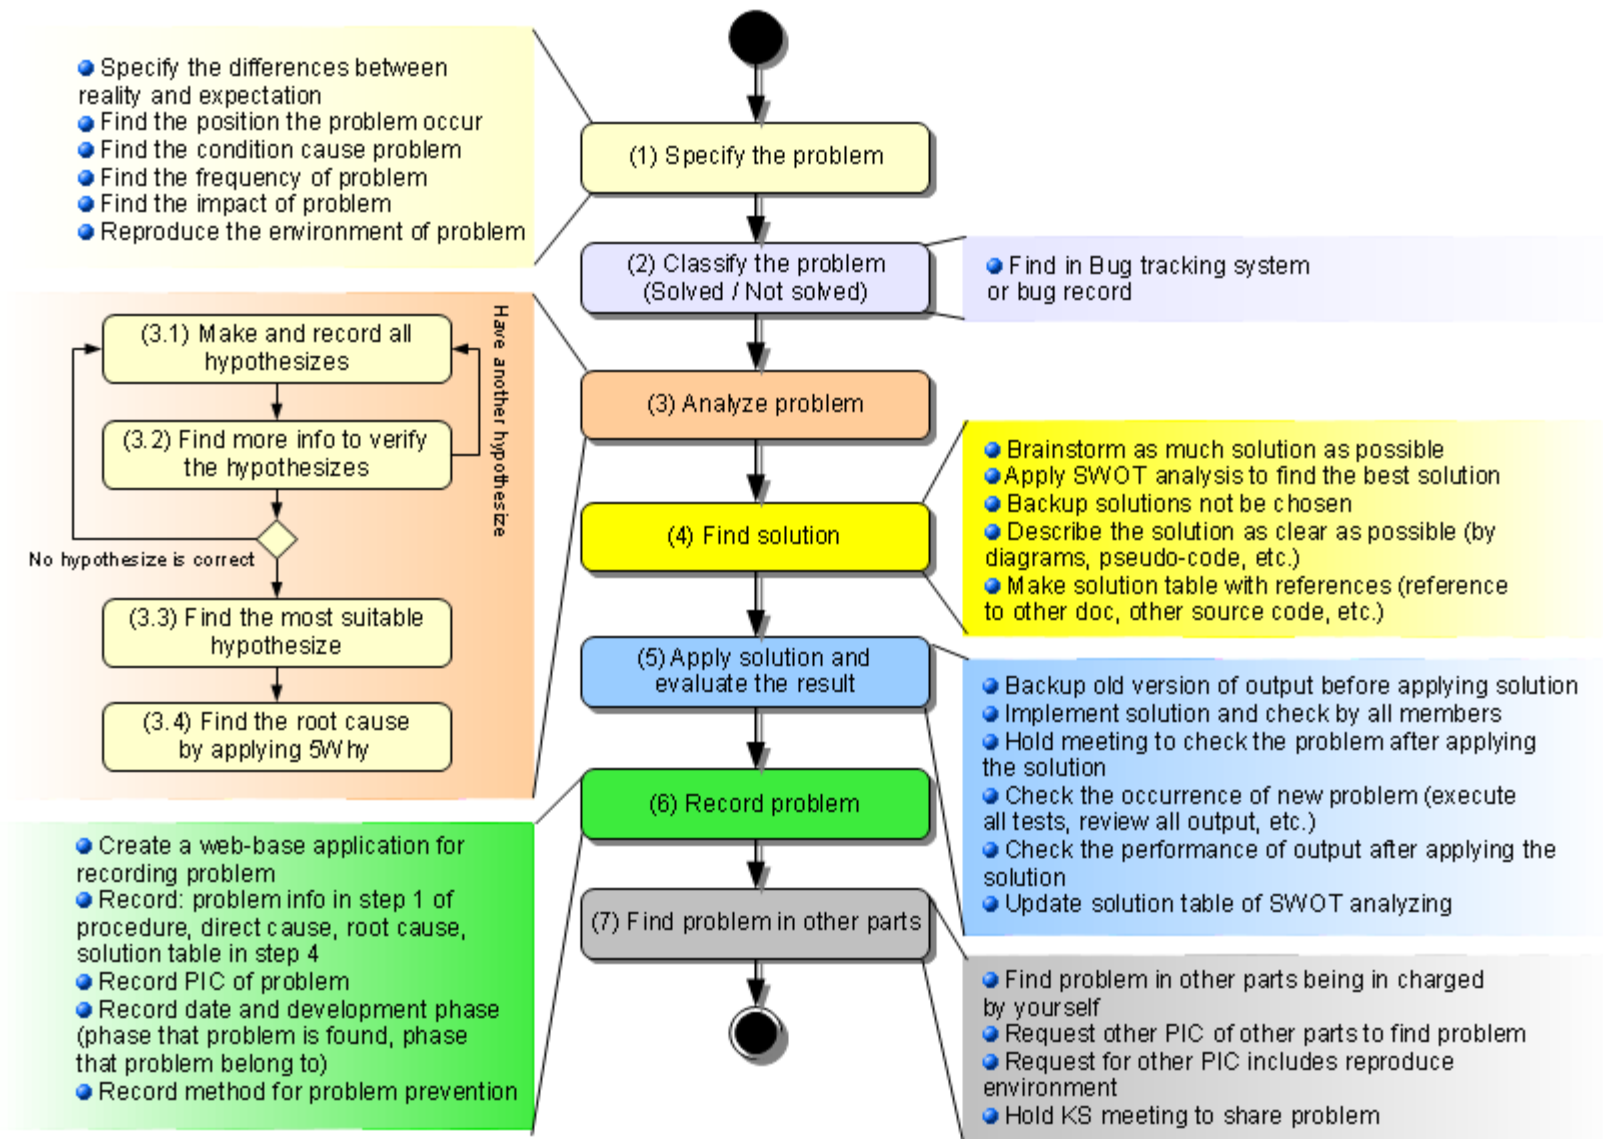 Specify the differences between
reality and expectation
Find the position the problem occur
Find the condition cause problem
Find the frequency of problem
Find the impact of problem
Reproduce the environment of problem
(1) Specify the problem
(2) Classify the problem
(Solved / Not solved)
Find in Bug tracking system
or bug record
(3) Analyze problem
(3.1) Make and record all
hypothesizes
Have another hypothesize
(3.2) Find more info to verify
the hypothesizes
No hypothesize is correct
(3.3) Find the most suitable
hypothesize
(3.4) Find the root cause
by applying 5Why
(4) Find solution
Brainstorm as much solution as possible
Apply SWOT analysis to find the best solution
Backup solutions not be chosen
Describe the solution as clear as possible (by
diagrams, pseudo-code, etc.)
Make solution table with references (reference
to other doc, other source code, etc.)
(5) Apply solution and
evaluate the result
Backup old version of output before applying solution
Implement solution and check by all members
Hold meeting to check the problem after applying
the solution
Check the occurrence of new problem (execute
all tests, review all output, etc.)
Check the performance of output after applying the
solution
Update solution table of SWOT analyzing
(6) Record problem
Create a web-base application for
recording problem
Record: problem info in step 1 of
procedure, direct cause, root cause,
solution table in step 4
Record PIC of problem
Record date and development phase
(phase that problem is found, phase
that problem belong to)
Record method for problem prevention
(7) Find problem in other parts
Find problem in other parts being in charged
by yourself
Request other PIC of other parts to find problem
Request for other PIC includes reproduce
environment
Hold KS meeting to share problem